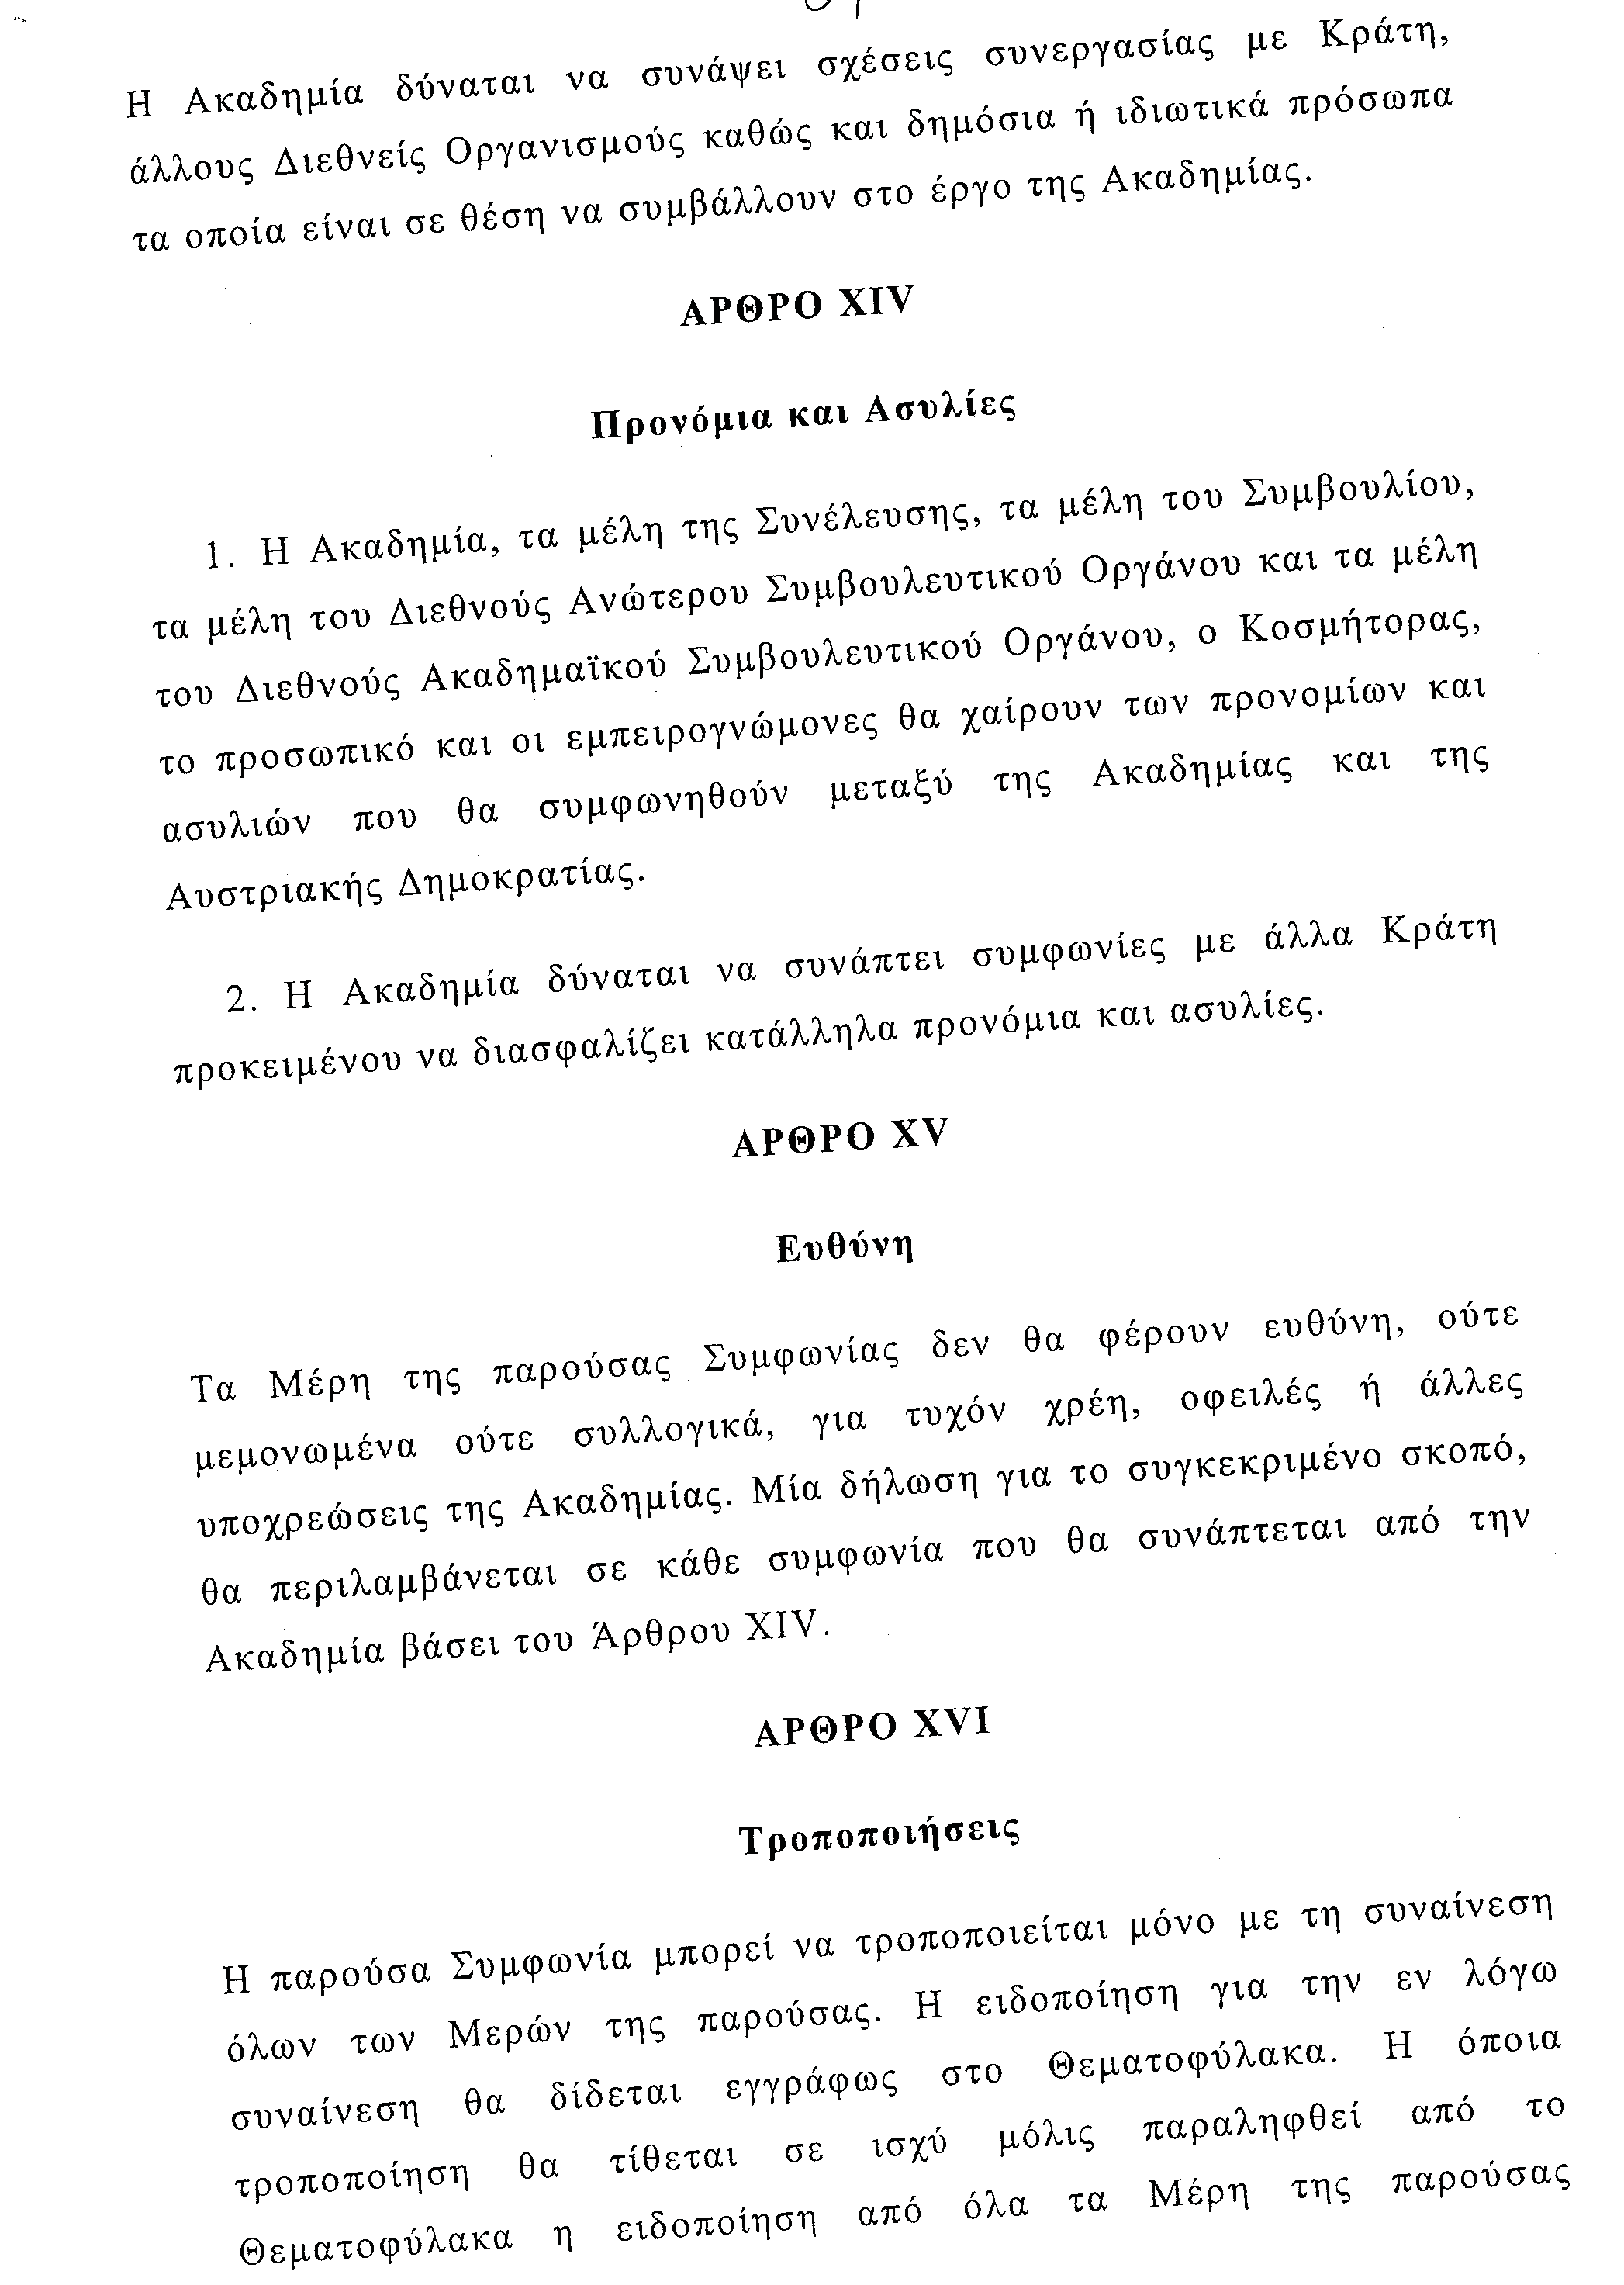 Η Ακαδημία δύναται να συνάψει σχέσεις συνεργασίας με Κράτη,
άλλους Διεθνείς Οργανισμούς καθώς και δημόσια ή ιδιωτικά πρόσωπα
τα οποία είναι σε θέση να συμβάλλουν στο έργο της Ακαδημίας.
ΑΡΘΡΟ XIV
Προνόμια και Ασυλίες
1. Η Ακαδημία, τα μέλη της Συνέλευσης, τα μέλη του Συμβουλίου,
τα μέλη του Διεθνούς Ανώτερου Συμβουλευτικού Οργάνου και τα μέλη
του Διεθνούς Ακαδημαϊκού Συμβουλευτικού Οργάνου, ο Κοσμήτορας,
το προσωπικό και οι εμπειρογνώμονες θα χαίρουν των προνομίων και
ασυλιών που θα συμφωνηθούν μεταξύ της Ακαδημίας και της
Αυστριακής Δημοκρατίας.
2. Η Ακαδημία δύναται να συνάπτει συμφωνίες με άλλα Κράτη
προκειμένου να διασφαλίζει κατάλληλα προνόμια και ασυλίες.
ΑΡΘΡΟ XV
Ευθύνη
Τα Μέρη της παρούσας Συμφωνίας δεν θα φέρουν ευθύνη, ούτε
μεμονωμένα ούτε συλλογικά, για τυχόν χρέη, οφειλές ή άλλες
υποχρεώσεις της Ακαδημίας. Μία δήλωση για το συγκεκριμένο σκοπό,
θα περιλαμβάνεται σε κάθε συμφωνία που θα συνάπτεται από την
Ακαδημία βάσει του Άρθρου XIV.
ΑΡΘΡΟ XVI
Τροποποιήσεις
Η παρούσα Συμφωνία μπορεί να τροποποιείται μόνο με τη συναίνεση
όλων των Μερών της παρούσας. Η ειδοποίηση για την εν λόγω
συναίνεση θα δίδεται εγγράφως στο Θεματοφύλακα. Η όποια
τροποποίηση θα τίθεται σε ισχύ μόλις παραληφθεί από το
Θεματοφύλακα η ειδοποίηση από όλα τα Μέρη της παρούσας